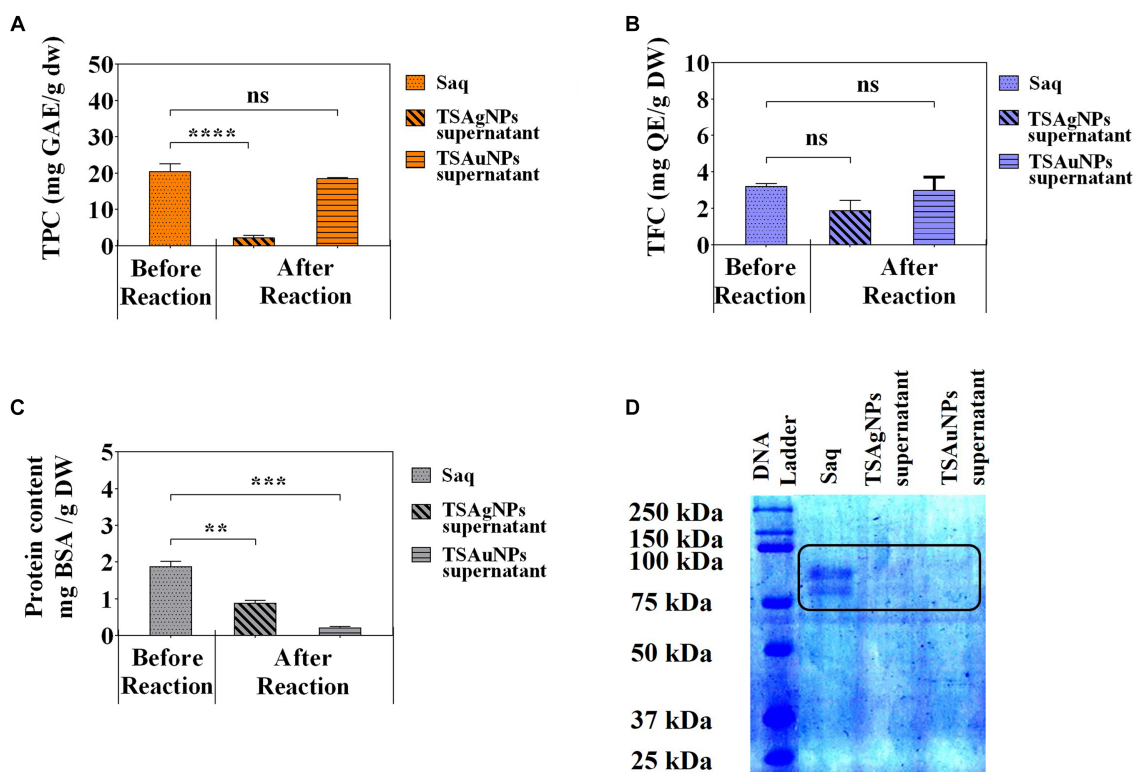 A
TPC (mg GAE/g dw)
50
40
30
20
10
0
ns
****
Before
Reaction
After
Reaction
Saq
TSAgNPs
supernatant
TSAuNPs
supernatant
B
TFC (mg QE/g DW)
10
8
6
4
2
0
ns
ns
Before
Reaction
After
Reaction
Saq
TSAgNPs
supernatant
TSAuNPs
supernatant
C
Protein content
mg BSA /g DW
5
4
3
2
1
0
***
**
Before
Reaction
After
Reaction
Saq
TSAgNPs
supernatant
TSAuNPs
supernatant
D
DNA
Ladder
Saq
TSAgNPs
supernatant
TSAuNPs
supernatant
250 kDa
150 kDa
100 kDa
75 kDa
50 kDa
37 kDa
25 kDa